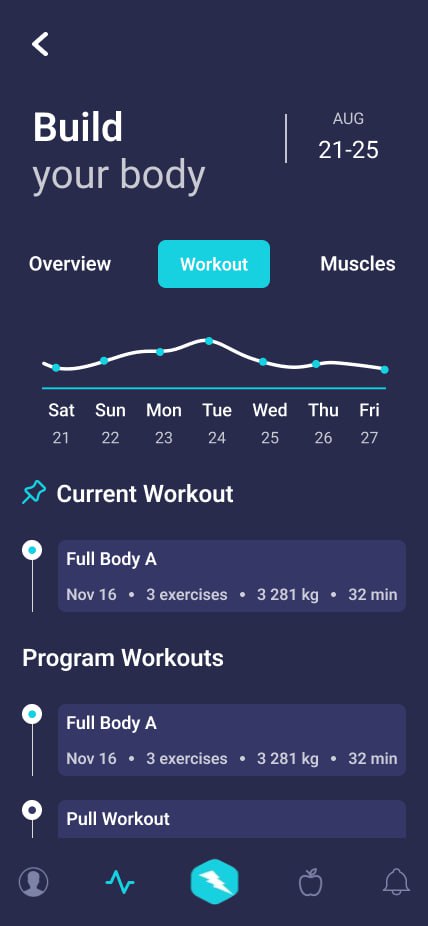 Build
your body
AUG
21-25
Overview Workout Muscles
Sat Sun Mon Tue Wed Thu Fri
21 22 23 24 25 26 27
Current Workout
Full Body A
Nov 16 • 3 exercises • 3 281 kg • 32 min
Program Workouts
Full Body A
Nov 16 • 3 exercises • 3 281 kg • 32 min
Pull Workout